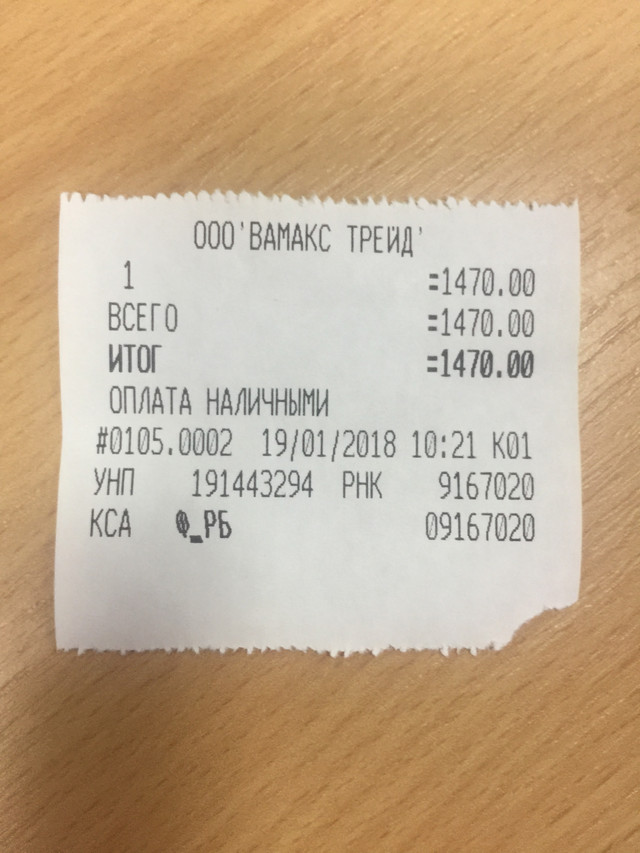 ООО'ВАМАКС ТРЕЙД'
1 =1470.00
ВСЕГО =1470.00
ИТОГ =1470.00
ОПЛАТА НАЛИЧНЫМИ
#0105.0002 19/01/2018 10:21 К01
УНП 191443294 РНК 9167020
КСА Ф_РБ 09167020